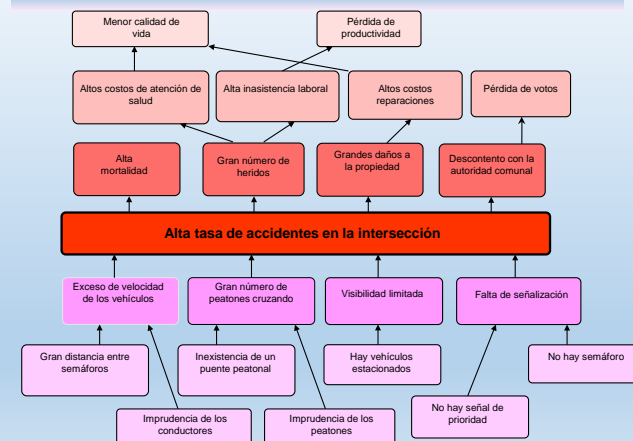 Menor calidad de
vida
Pérdida de
productividad
Altos costos de atención de
salud
Alta inasistencia laboral
Altos costos
reparaciones
Pérdida de votos
Alta
mortalidad
Gran número de
heridos
Grandes daños a
la propiedad
Descontento con la
autoridad comunal
Alta tasa de accidentes en la intersección
Exceso de velocidad
de los vehículos
Gran número de
peatones cruzando
Visibilidad limitada
Falta de señalización
Gran distancia entre
semáforos
Inexistencia de un
puente peatonal
Hay vehículos
estacionados
No hay semáforo
Imprudencia de los
conductores
Imprudencia de los
peatones
No hay señal de
prioridad